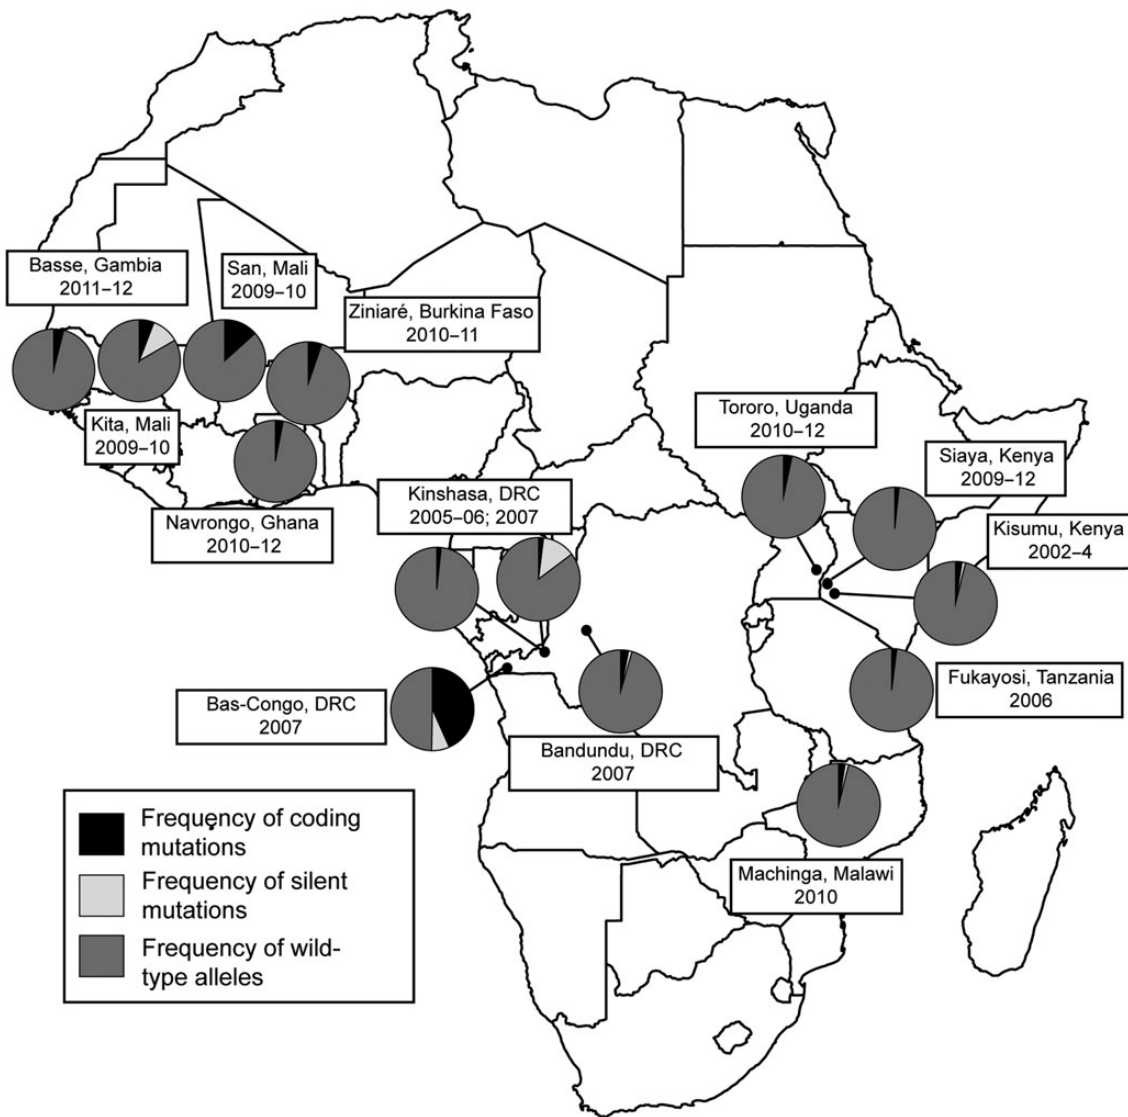 Basse, Gambia
2011–12
San, Mali
2009–10
Ziniaré, Burkina Faso
2010–11
Kita, Mali
2009–10
Navrongo, Ghana
2010–12
Kinshasa, DRC
2005–06; 2007
Tororo, Uganda
2010–12
Siaya, Kenya
2009–12
Kisumu, Kenya
2002–4
Bas-Congo, DRC
2007
Bandundu, DRC
2007
Fukayosi, Tanzania
2006
Machinga, Malawi
2010
Frequency of coding
mutations
Frequency of silent
mutations
Frequency of wild-
type alleles